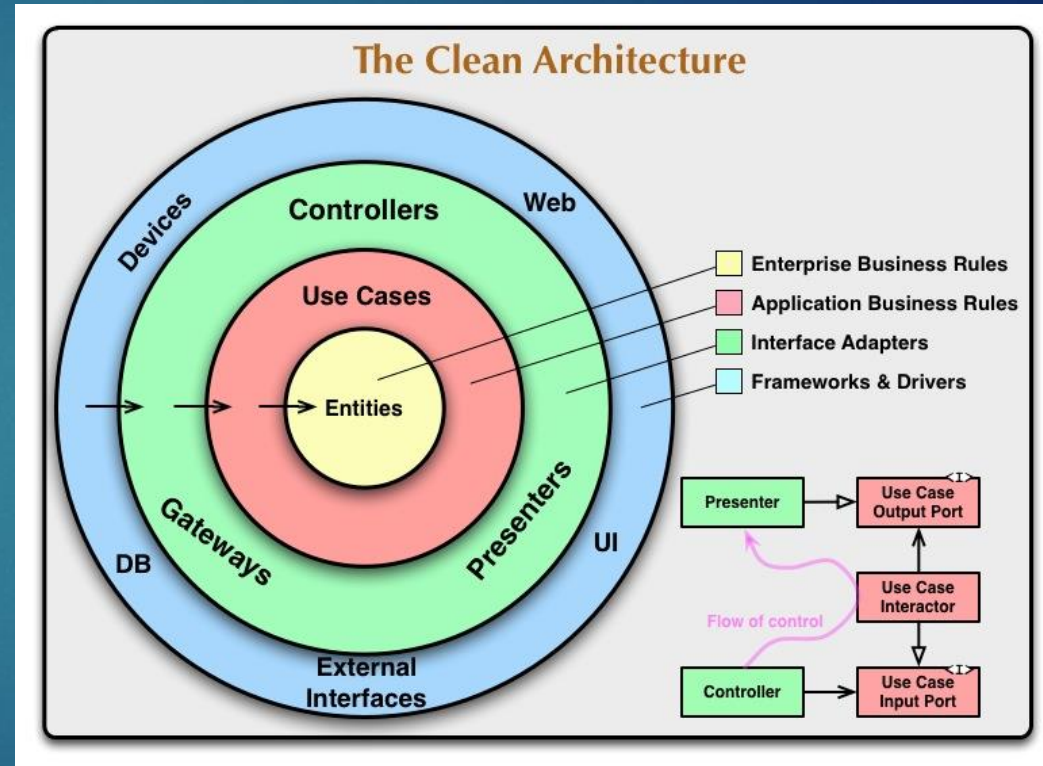 The Clean Architecture
Devices
Controllers
Web
Use Cases
Entities
Gateways
Presenters
DB
UI
External
Interfaces
Enterprise Business Rules
Application Business Rules
Interface Adapters
Frameworks & Drivers
Presenter
<I>
Use Case
Output Port
Use Case
Interactor
Flow of control
Controller
<I>
Use Case
Input Port